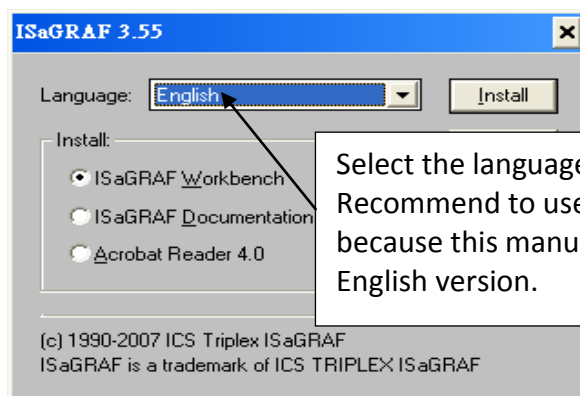 ISaGRAF 3.55
Language: English Install
Install:
ISaGRAF Workbench
ISaGRAF Documentation
Acrobat Reader 4.0
Select the language
Recommend to use
because this manu
English version.
(c) 1990-2007 ICS Triplex ISaGRAF
ISaGRAF is a trademark of ICS TRIPLEX ISaGRAF